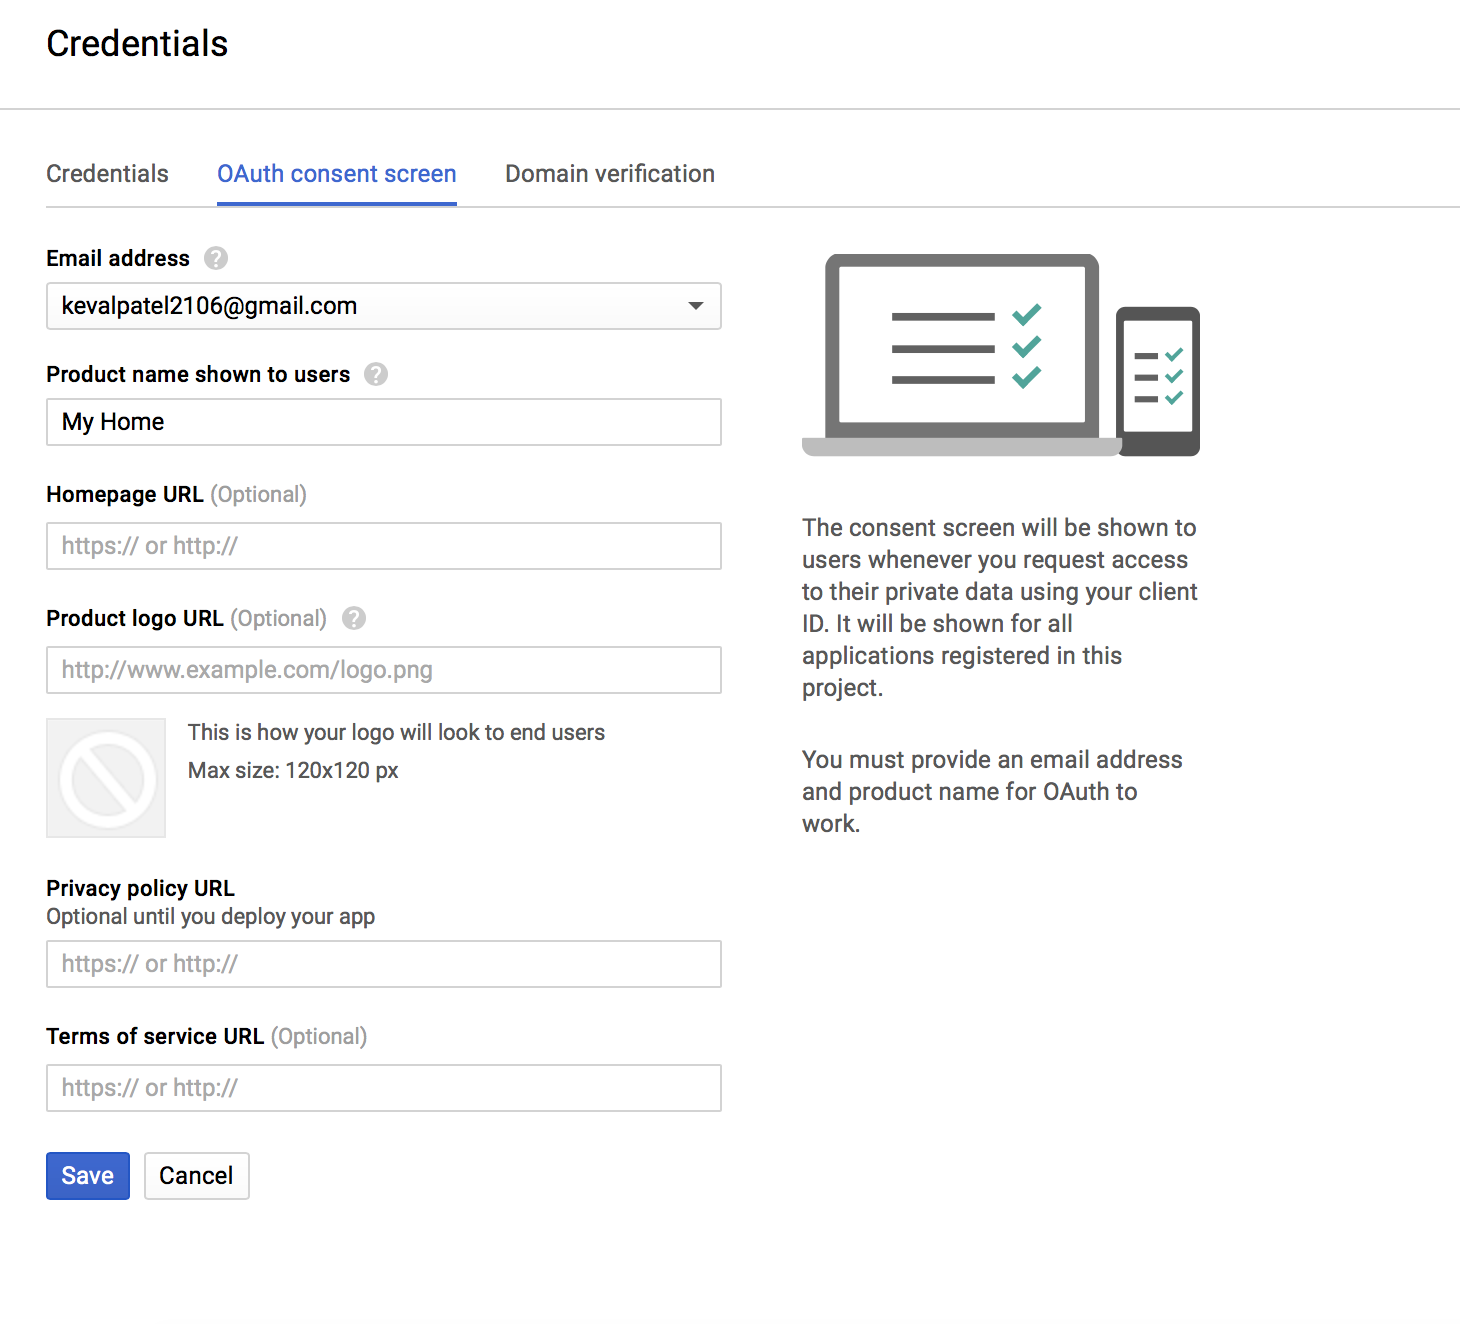 Credentials
Credentials OAuth consent screen Domain verification
Email address ?
kevalpatel2106@gmail.com
Product name shown to users ?
My Home
Homepage URL (Optional)
https:// or http://
Product logo URL (Optional) ?
http://www.example.com/logo.png
This is how your logo will look to end users
Max size: 120x120 px
Privacy policy URL
Optional until you deploy your app
https:// or http://
Terms of service URL (Optional)
https:// or http://
Save Cancel
The consent screen will be shown to
users whenever you request access
to their private data using your client
ID. It will be shown for all
applications registered in this
project.
You must provide an email address
and product name for OAuth to
work.